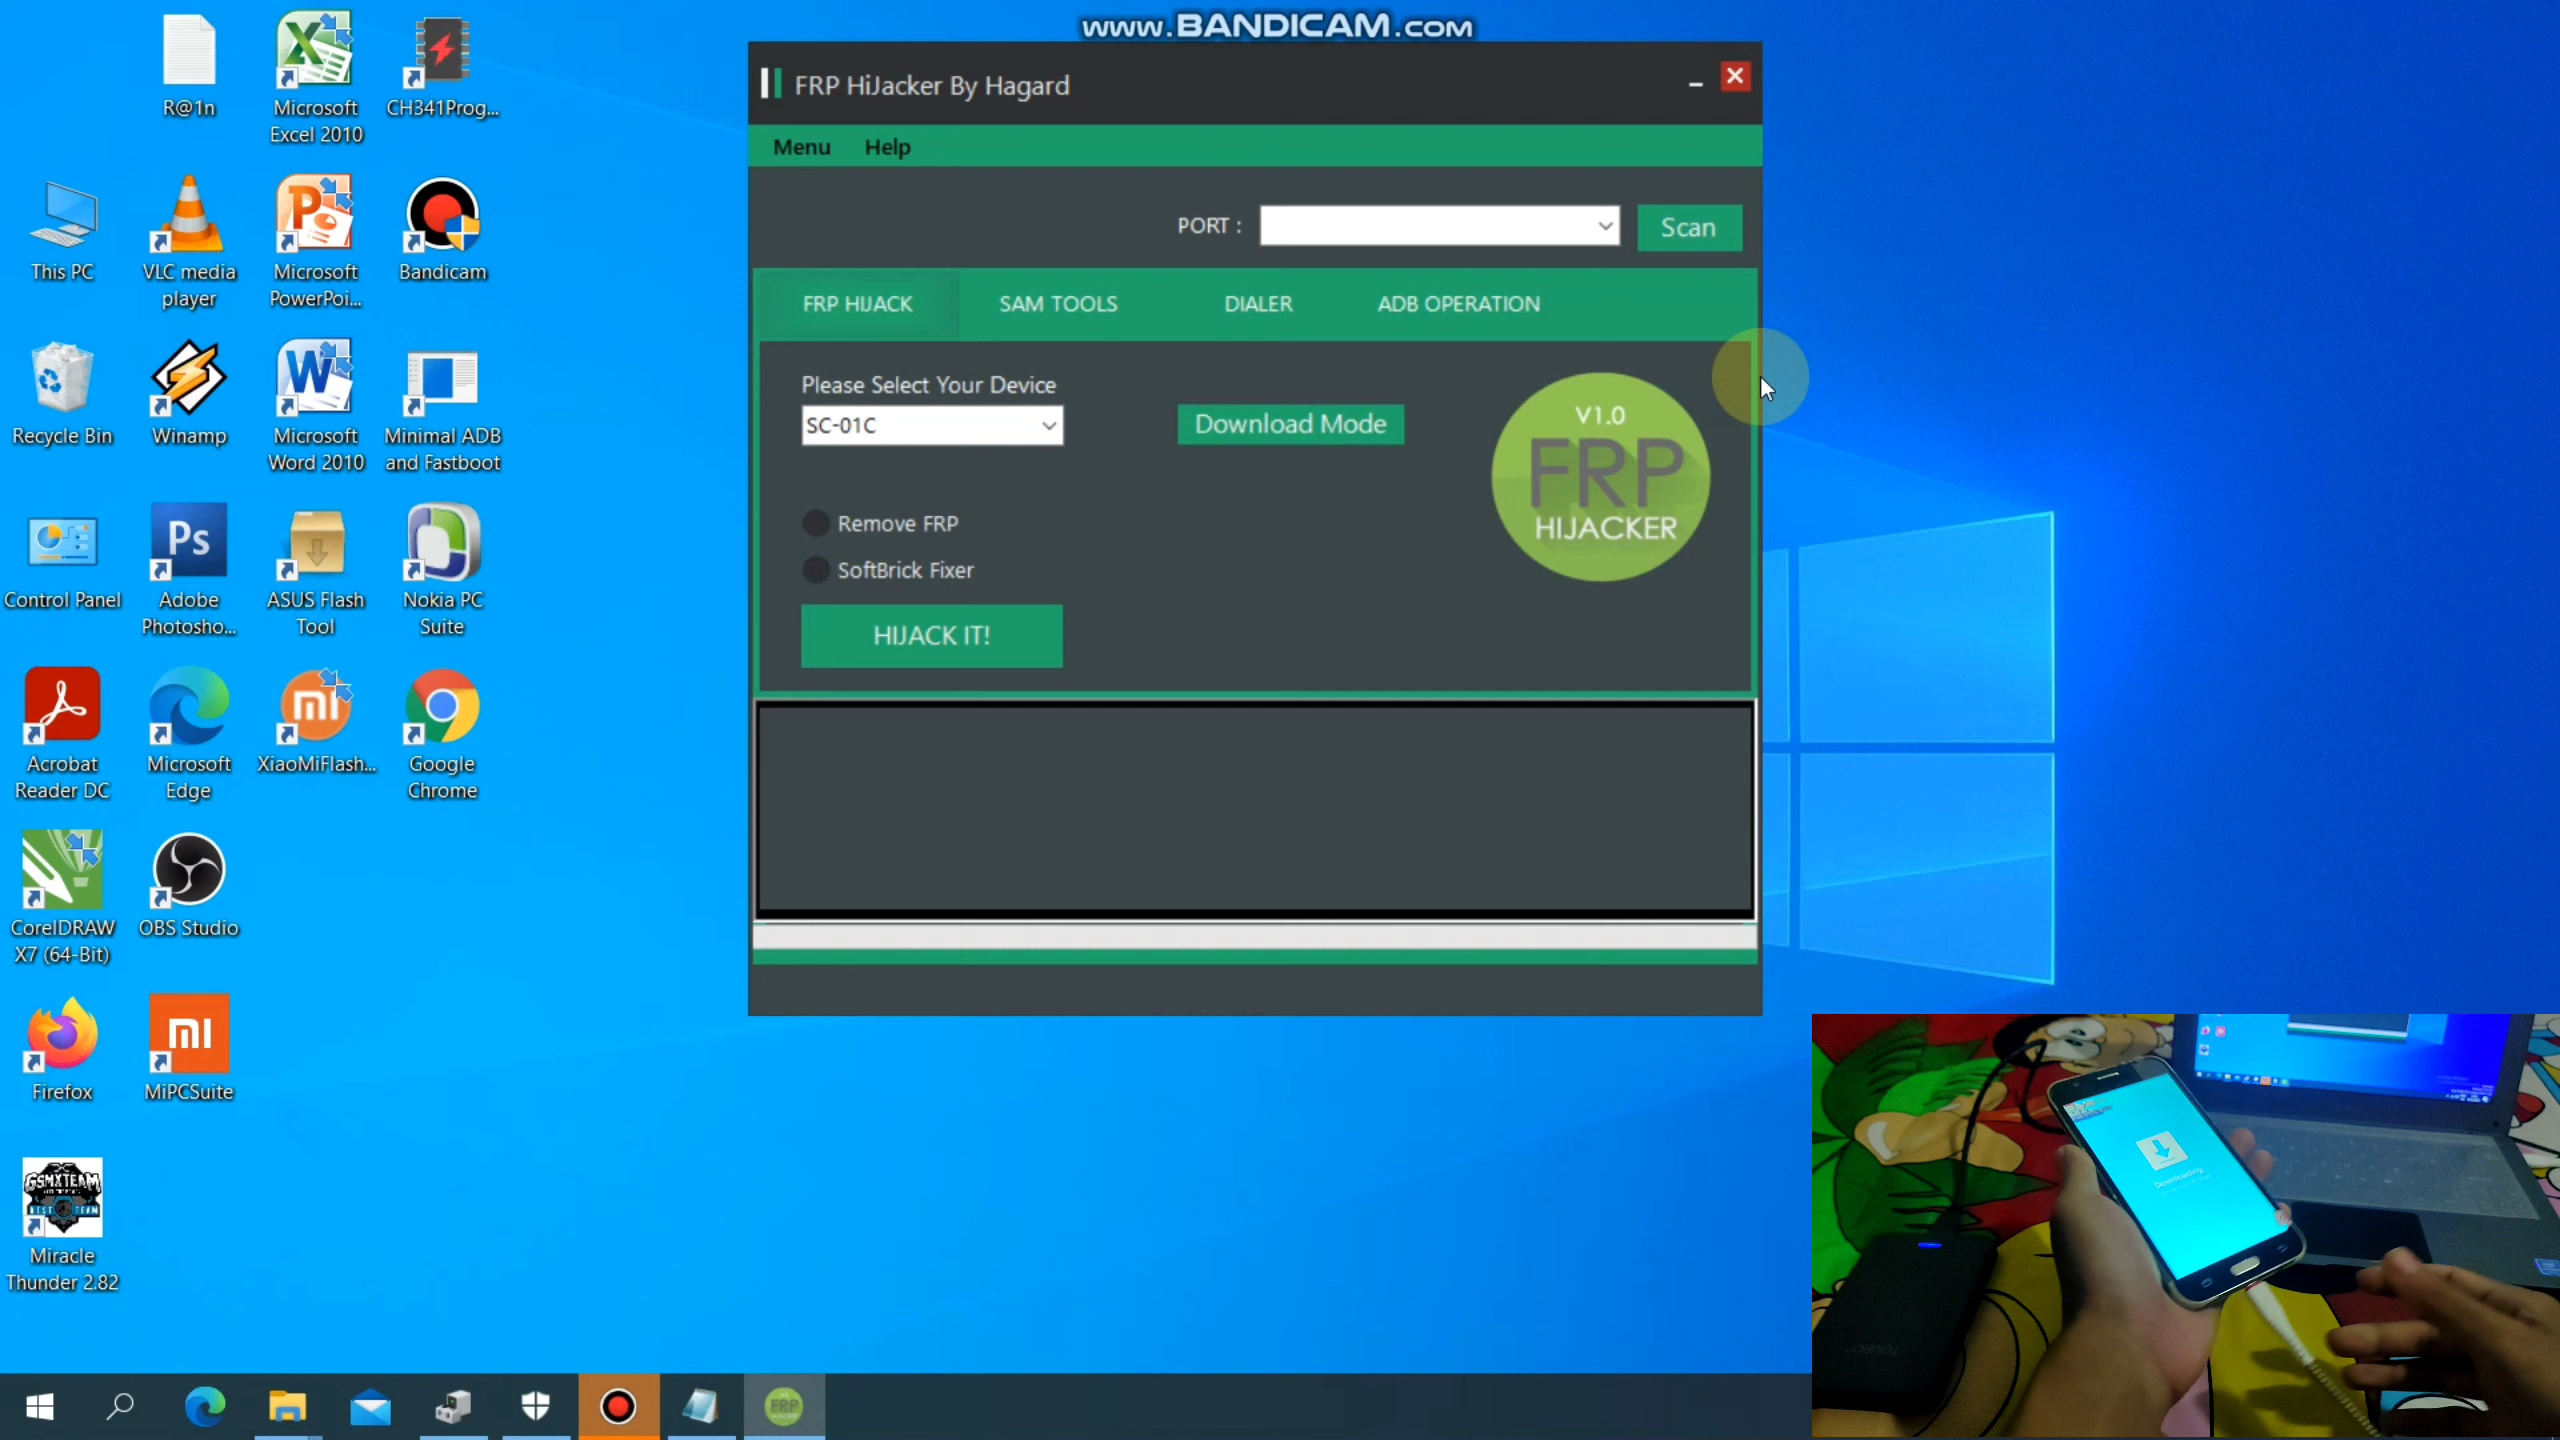 www.BANDICAM.com
R@1n
Microsoft
Excel 2010
CH341Prog...
This PC
VLC media
player
Microsoft
PowerPoi...
Bandicam
Recycle Bin
Winamp
Microsoft
Word 2010
Minimal ADB
and Fastboot
Control Panel
Ps
Adobe
Photosho...
ASUS Flash
Tool
Nokia PC
Suite
Acrobat
Reader DC
Microsoft
Edge
XiaoMiFlash...
Google
Chrome
CorelDRAW
X7 (64-Bit)
OBS Studio
Firefox
MiPCSuite
GSMXTEAM
Miracle
Thunder 2.82
FRP HiJacker By Hagard
Menu Help
PORT :
Scan
FRP HIJACK SAM TOOLS DIALER ADB OPERATION
Please Select Your Device
SC-01C
Download Mode
V1.0
FRP
HIJACKER
Remove FRP
SoftBrick Fixer
HIJACK IT!
Downloading